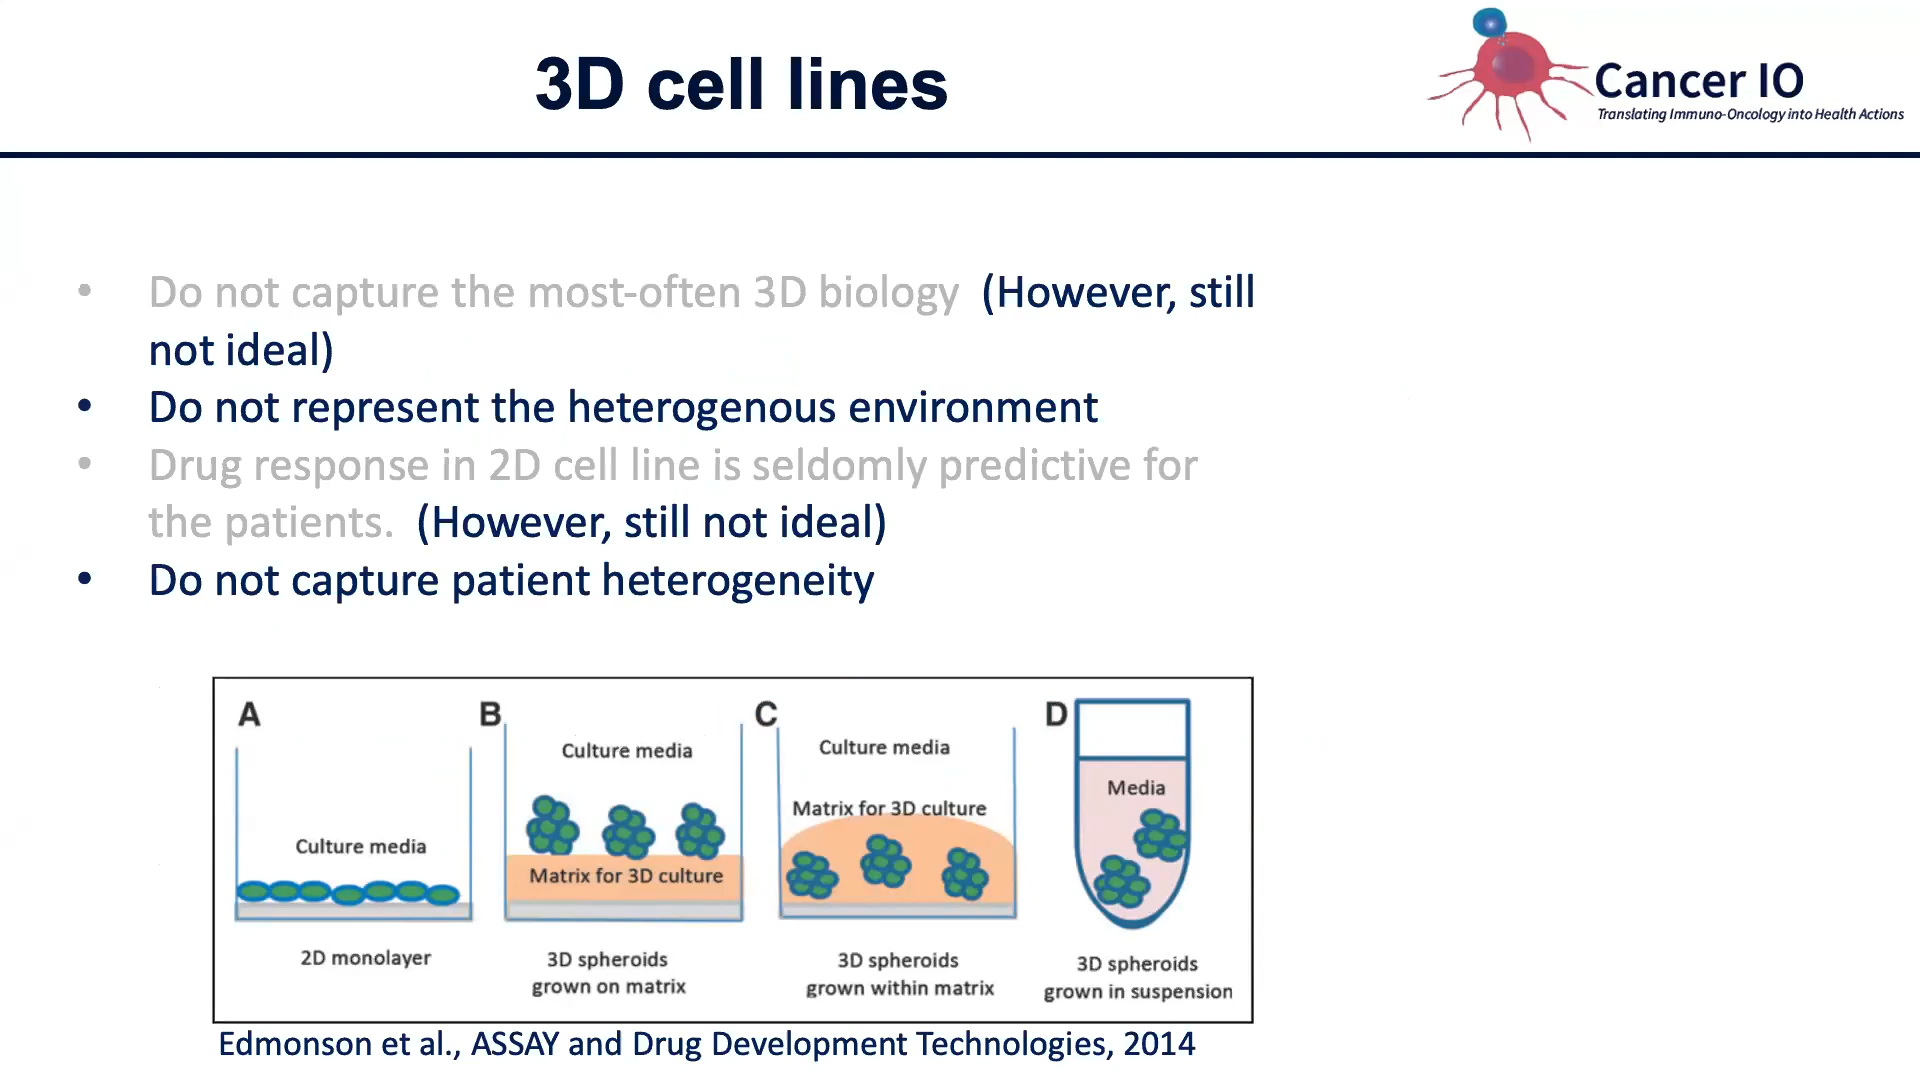 3D cell lines
Cancer IO
Translating Immuno-Oncology into Health Actions
• Do not capture the most-often 3D biology (However, still
not ideal)
• Do not represent the heterogenous environment
• Drug response in 2D cell line is seldomly predictive for
the patients. (However, still not ideal)
• Do not capture patient heterogeneity
A
Culture media
2D monolayer
B
Culture media
Matrix for 3D culture
3D spheroids
grown on matrix
C
Culture media
Matrix for 3D culture
3D spheroids
grown within matrix
D
Media
3D spheroids
grown in suspension
Edmonson et al., ASSAY and Drug Development Technologies, 2014